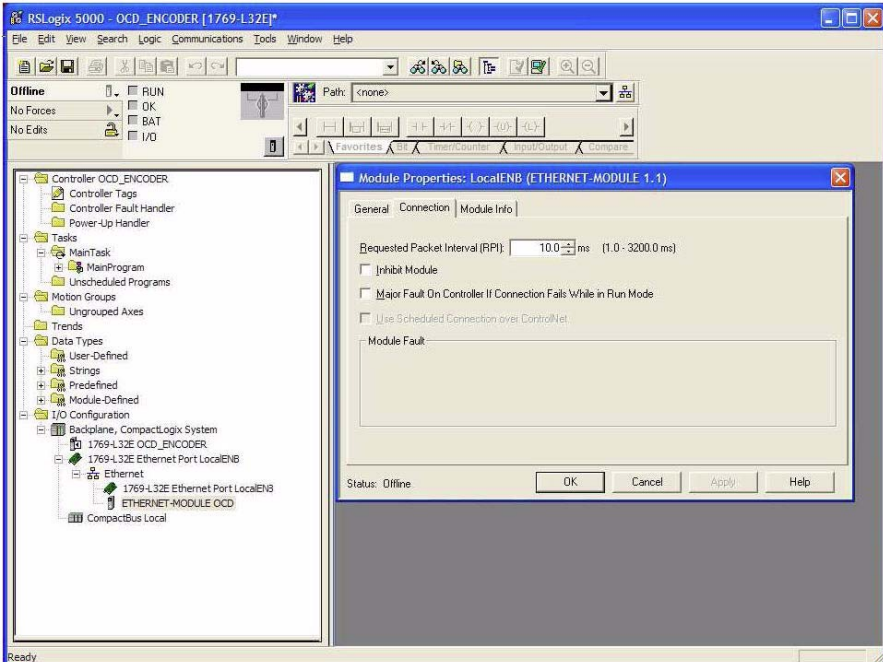 RSLogix 5000 - OCD_ENCODER [1769-L32E]*
File Edit View Search Logic Communications Tools Window Help
Offline
RUN
No Forces
OK
No Edits
BAT
I/O
Path: <none>
Favorites Bit Timer/Counter Input/Output Compare
Controller OCD_ENCODER
Controller Tags
Controller Fault Handler
Power-Up Handler
Tasks
MainTask
MainProgram
Unscheduled Programs
Motion Groups
Ungrouped Axes
Trends
Data Types
User-Defined
Strings
Predefined
Module-Defined
I/O Configuration
Backplane, CompactLogix System
1769-L32E OCD_ENCODER
1769-L32E Ethernet Port LocalENB
Ethernet
1769-L32E Ethernet Port LocalENB
ETHERNET-MODULE OCD
CompactBus Local
Module Properties: LocalENB (ETHERNET-MODULE 1.1)
General Connection Module Info
Requested Packet Interval (RPI): 10.0 ms (1.0 - 3200.0 ms)
Inhibit Module
Major Fault On Controller If Connection Fails While in Run Mode
Use Scheduled Connection over ControlNet
Module Fault
Status: Offline
OK Cancel Apply Help
Ready